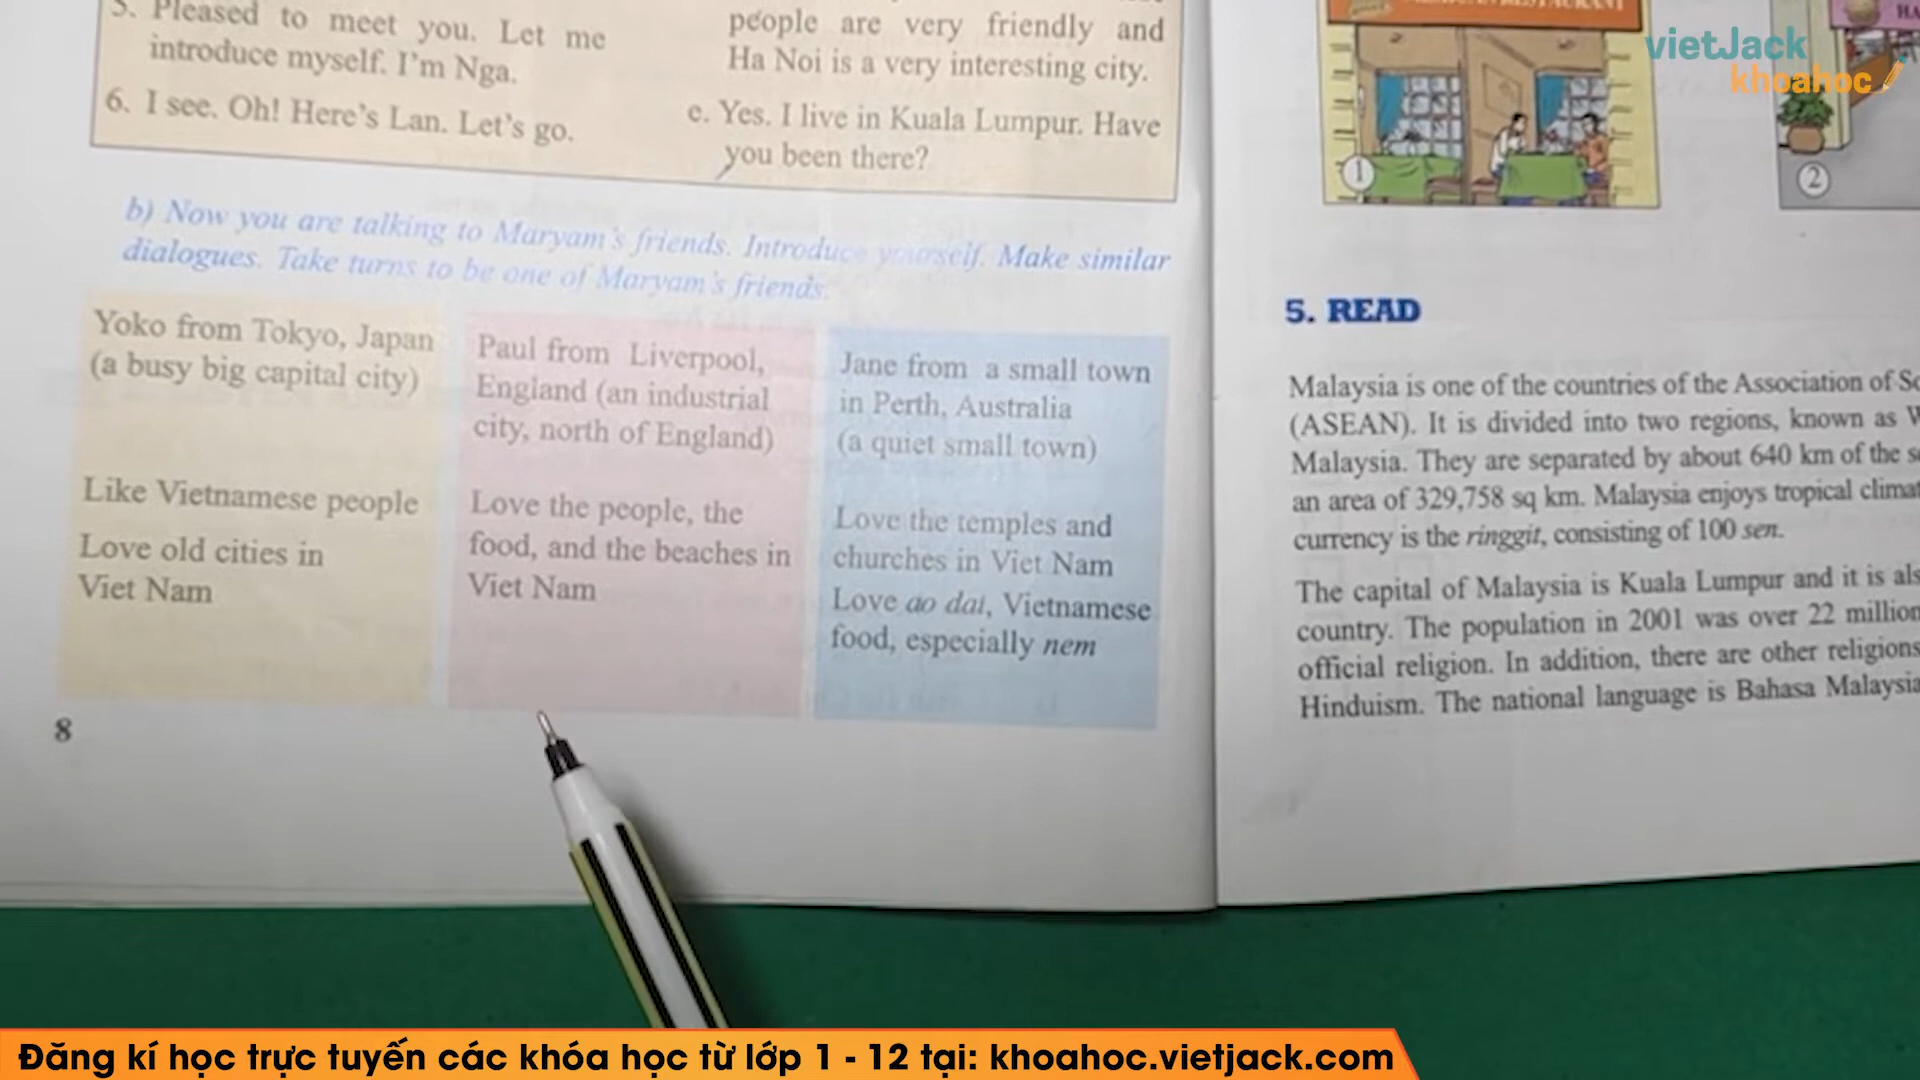 5. Pleased to meet you. Let me
introduce myself. I'm Nga.
6. I see. Oh! Here's Lan. Let's go.
people are very friendly and
Ha Noi is a very interesting city.
e. Yes. I live in Kuala Lumpur. Have
you been there?
b) Now you are talking to Maryam's friends. Introduce yourself. Make similar
dialogues. Take turns to be one of Maryam's friends.
Yoko from Tokyo, Japan
(a busy big capital city)
Like Vietnamese people
Love old cities in
Viet Nam
Paul from Liverpool,
England (an industrial
city, north of England)
Love the people, the
food, and the beaches in
Viet Nam
Jane from a small town
in Perth, Australia
(a quiet small town)
Love the temples and
churches in Viet Nam
Love ao dai, Vietnamese
food, especially nem
8
1
2
vietJack
khoahoc
5. READ
Malaysia is one of the countries of the Association of
(ASEAN). It is divided into two regions, known as
Malaysia. They are separated by about 640 km of the
an area of 329,758 sq km. Malaysia enjoys tropical
currency is the ringgit, consisting of 100 sen.
The capital of Malaysia is Kuala Lumpur and it is
country. The population in 2001 was over 22 million
official religion. In addition, there are other religions
Hinduism. The national language is Bahasa Malaysia
Đăng kí học trực tuyến các khóa học từ lớp 1 - 12 tại: khoahoc.vietjack.com